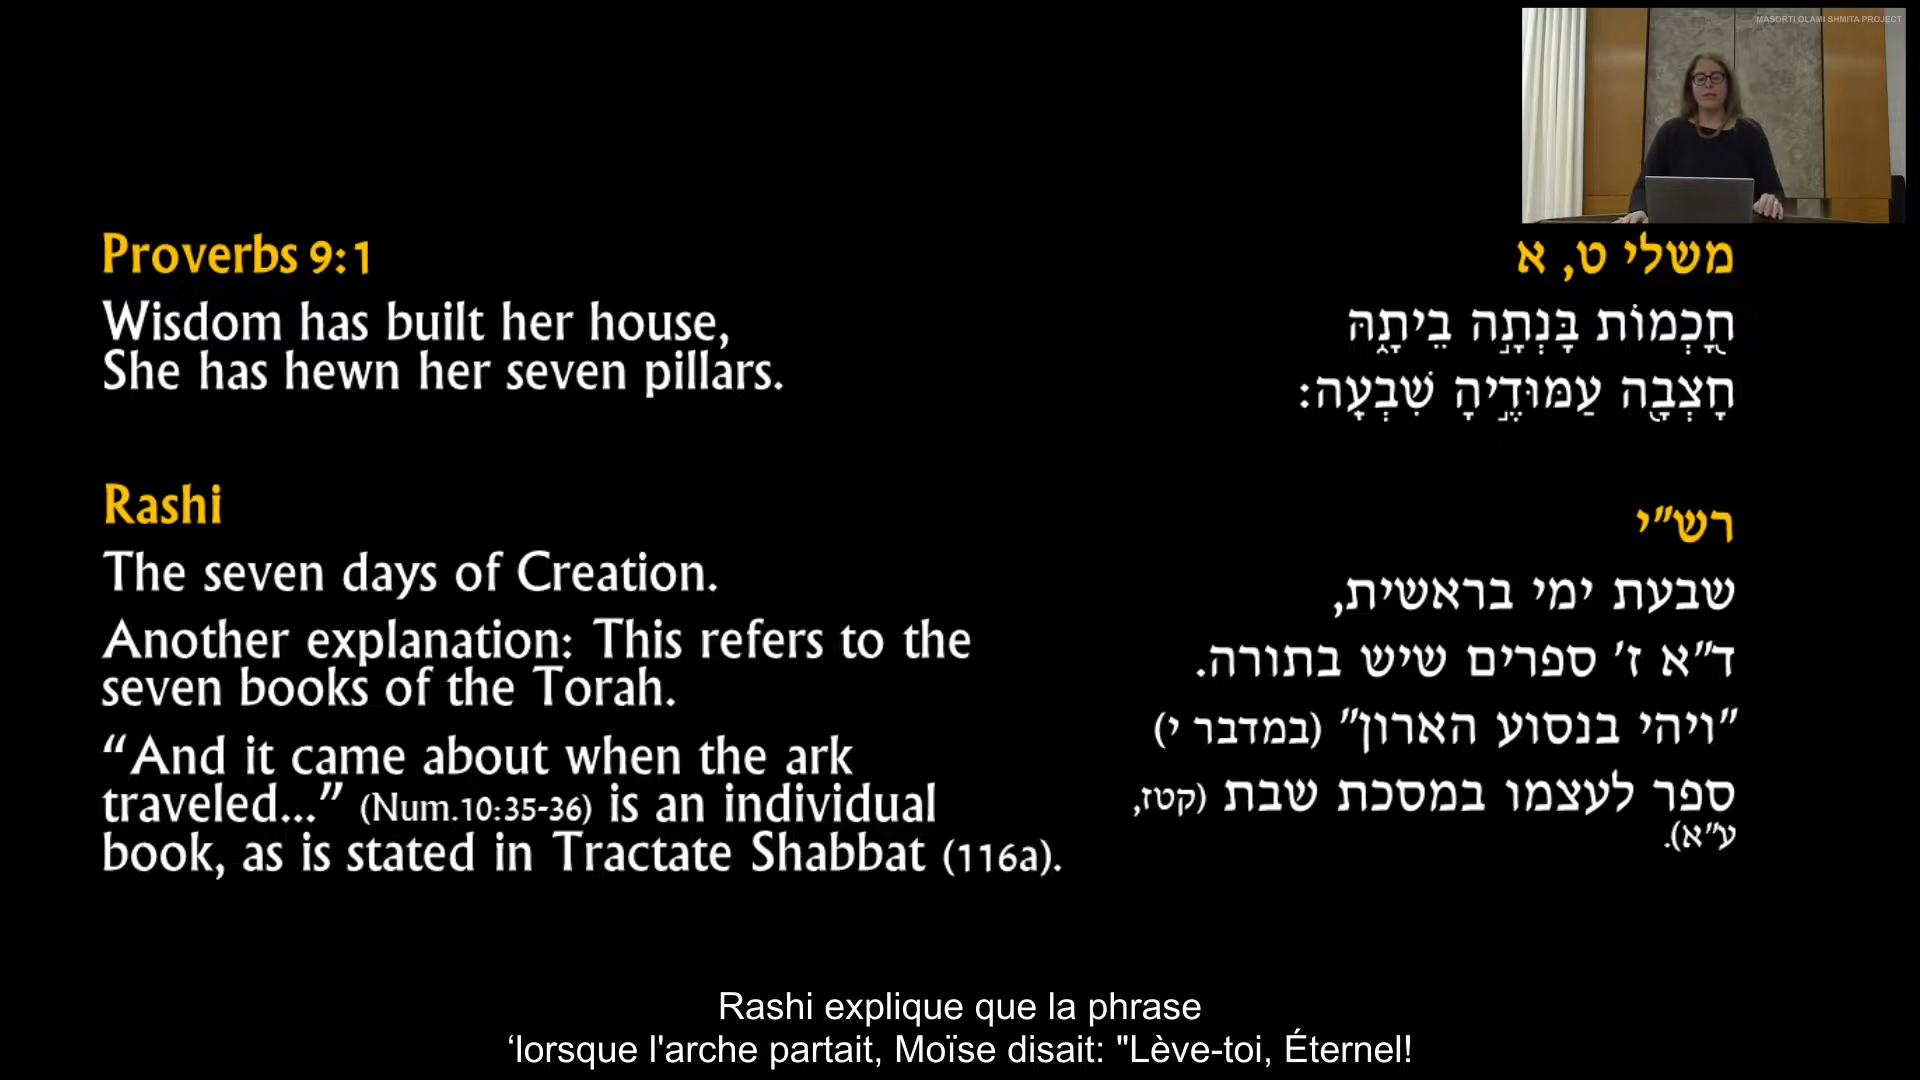 MASORTI OLAMI SHMITA PROJECT
Proverbs 9:1
Wisdom has built her house,
She has hewn her seven pillars.
Rashi
The seven days of Creation.
Another explanation: This refers to the
seven books of the Torah.
“And it came about when the ark
traveled...” (Num.10:35-36) is an individual
book, as is stated in Tractate Shabbat (116a).
משלי ט, א
חׇ֭כְמוֹת בָּנְתָ֣ה בֵיתָ֑הּ
חָצְבָ֖ה עַמּוּדֶ֣יהָ שִׁבְעָֽה׃
רש״י
שבעת ימי בראשית,
ד״א ז׳ ספרים שיש בתורה.
״ויהי בנסוע הארון״ (במדבר י)
ספר לעצמו במסכת שבת (קטז,
ע״א).
Rashi explique que la phrase
‘lorsque l'arche partait, Moïse disait: "Lève-toi, Éternel!